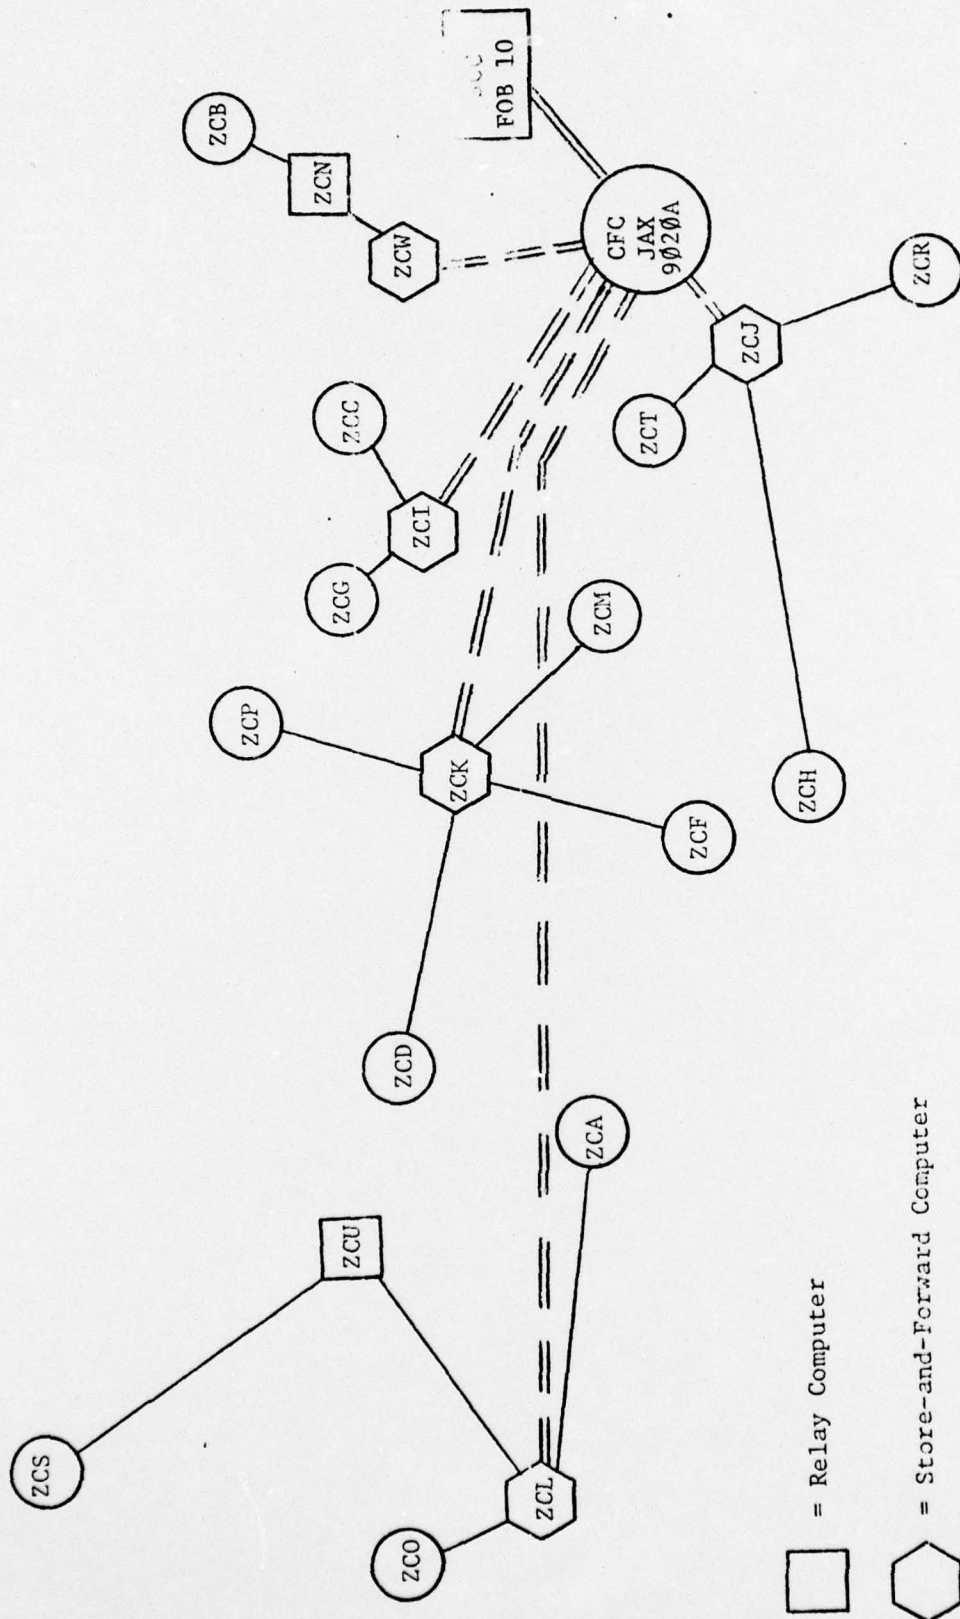 ZCS
ZCO
ZCL
ZCU
ZCA
ZCD
ZCP
ZCK
ZCF
ZCM
ZCG
ZCI
ZCC
ZCH
ZCT
ZCJ
ZCR
ZCB
ZCN
ZCW
CFC
JAX
9Ø2ØA
FOB 10
= Relay Computer
= Store-and-Forward Computer